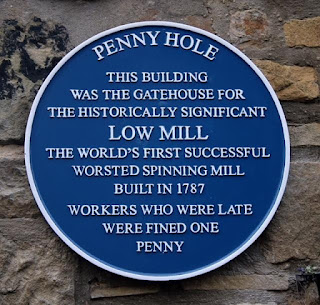 PENNY HOLE
THIS BUILDING
WAS THE GATEHOUSE FOR
THE HISTORICALLY SIGNIFICANT
LOW MILL
THE WORLD'S FIRST SUCCESSFUL
WORSTED SPINNING MILL
BUILT IN 1787
WORKERS WHO WERE LATE
WERE FINED ONE
PENNY